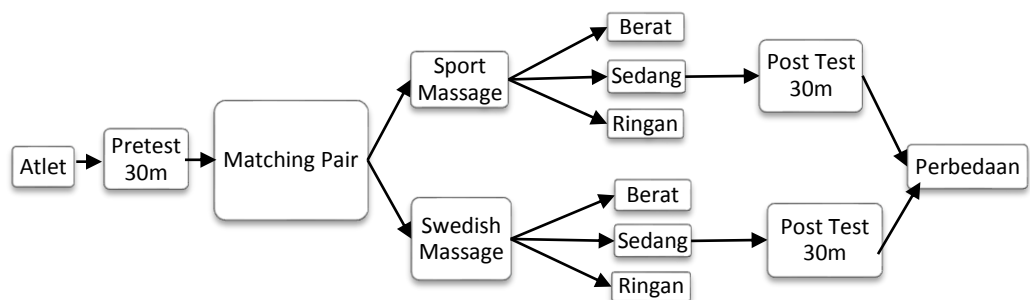 Atlet
Pretest
30m
Matching Pair
Sport
Massage
Berat
Sedang
Ringan
Post Test
30m
Swedish
Massage
Berat
Sedang
Ringan
Post Test
30m
Perbedaan